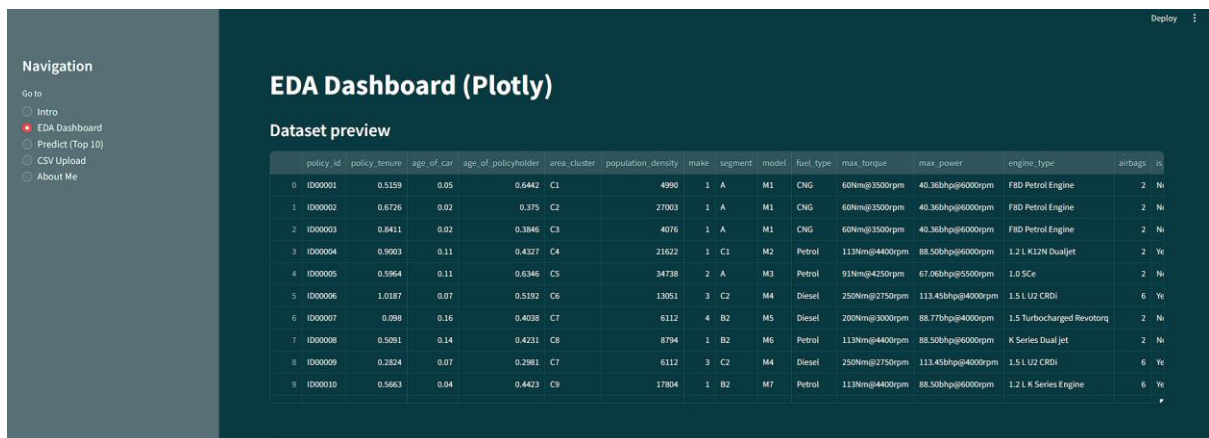 Deploy
Navigation
Go to
Intro
EDA Dashboard
Predict (Top 10)
CSV Upload
About Me
EDA Dashboard (Plotly)
Dataset preview
policy_id policy_tenure age_of_car age_of_policyholder area_cluster population_density make segment model fuel_type max_torque max_power engine_type airbags is_
0 ID00001 0.5159 0.05 0.6442 C1 4990 1 A M1 CNG 60Nm@3500rpm 40.36bhp@6000rpm F8D Petrol Engine 2 No
1 ID00002 0.6726 0.02 0.375 C2 27003 1 A M1 CNG 60Nm@3500rpm 40.36bhp@6000rpm F8D Petrol Engine 2 No
2 ID00003 0.8411 0.02 0.3846 C3 4076 1 A M1 CNG 60Nm@3500rpm 40.36bhp@6000rpm F8D Petrol Engine 2 No
3 ID00004 0.9003 0.11 0.4327 C4 21622 1 C1 M2 Petrol 113Nm@4400rpm 88.50bhp@6000rpm 1.2 L K12N Dualjet 2 Ye
4 ID00005 0.5964 0.11 0.6346 C5 34738 2 A M3 Petrol 91Nm@4250rpm 67.06bhp@5500rpm 1.0 SCe 2 No
5 ID00006 1.0187 0.07 0.5192 C6 13051 3 C2 M4 Diesel 250Nm@2750rpm 113.45bhp@4000rpm 1.5 L U2 CRDi 6 Ye
6 ID00007 0.098 0.16 0.4038 C7 6112 4 B2 M5 Diesel 200Nm@3000rpm 88.77bhp@4000rpm 1.5 Turbocharged Revotorq 2 No
7 ID00008 0.5091 0.14 0.4231 C8 8794 1 B2 M6 Petrol 113Nm@4400rpm 88.50bhp@6000rpm K Series Dual jet 2 No
8 ID00009 0.2824 0.07 0.2981 C7 6112 3 C2 M4 Diesel 250Nm@2750rpm 113.45bhp@4000rpm 1.5 L U2 CRDi 6 Ye
9 ID00010 0.5663 0.04 0.4423 C9 17804 1 B2 M7 Petrol 113Nm@4400rpm 88.50bhp@6000rpm 1.2 L K Series Engine 6 Ye